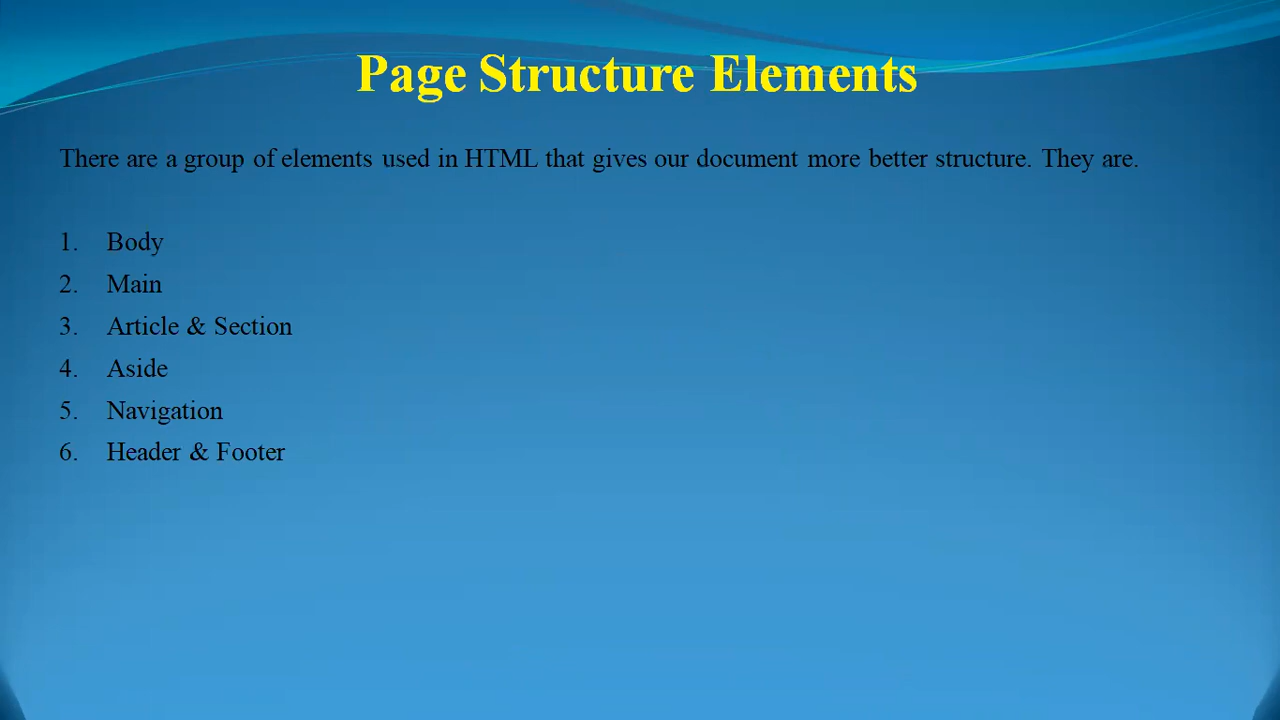 Page Structure Elements
There are a group of elements used in HTML that gives our document more better structure. They are.
1. Body
2. Main
3. Article & Section
4. Aside
5. Navigation
6. Header & Footer